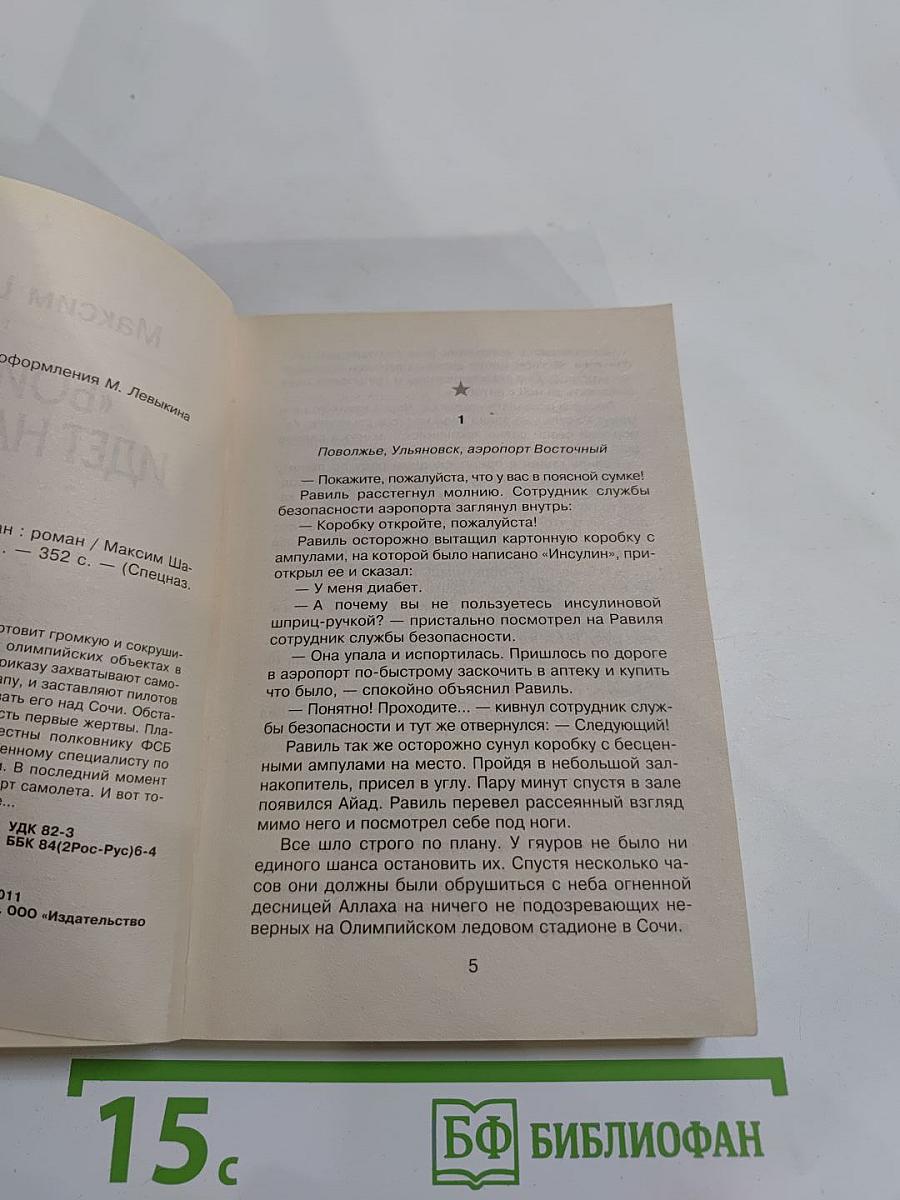 оформления М. Левыкина
ан : роман / Максим Ша-
. — 352 с. — (Спецназ.
отовит громкую и сокруши-
олимпийских объектах в
риказу захватывают само-
апу, и заставляют пилотов
вать его над Сочи. Обста-
сть первые жертвы. Пла-
естны полковнику ФСБ
енному специалисту по
и. В последний момент
рт самолета. И вот то-
е...
УДК 82-3
ББК 84(2Рос-Рус)6-4
011
. ООО «Издательство
★
1
Поволжье, Ульяновск, аэропорт Восточный
— Покажите, пожалуйста, что у вас в поясной сумке!
Равиль расстегнул молнию. Сотрудник службы
безопасности аэропорта заглянул внутрь:
— Коробку откройте, пожалуйста!
Равиль осторожно вытащил картонную коробку с
ампулами, на которой было написано «Инсулин», при-
открыл ее и сказал:
— У меня диабет.
— А почему вы не пользуетесь инсулиновой
шприц-ручкой? — пристально посмотрел на Равиля
сотрудник службы безопасности.
— Она упала и испортилась. Пришлось по дороге
в аэропорт по-быстрому заскочить в аптеку и купить
что было, — спокойно объяснил Равиль.
— Понятно! Проходите... — кивнул сотрудник служ-
бы безопасности и тут же отвернулся: — Следующий!
Равиль так же осторожно сунул коробку с бесцен-
ными ампулами на место. Пройдя в небольшой зал-
накопитель, присел в углу. Пару минут спустя в зале
появился Айад. Равиль перевел рассеянный взгляд
мимо него и посмотрел себе под ноги.
Все шло строго по плану. У гяуров не было ни
единого шанса остановить их. Спустя несколько ча-
сов они должны были обрушиться с неба огненной
десницей Аллаха на ничего не подозревающих не-
верных на Олимпийском ледовом стадионе в Сочи.
5
15 с
БФ БИБЛИОФАН